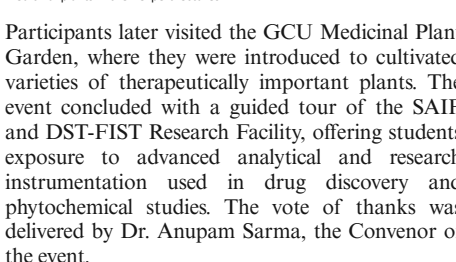 Participants later visited the GCU Medicinal Plant
Garden, where they were introduced to cultivated
varieties of therapeutically important plants. The
event concluded with a guided tour of the SAIF
and DST-FIST Research Facility, offering students
exposure to advanced analytical and research
instrumentation used in drug discovery and
phytochemical studies. The vote of thanks was
delivered by Dr. Anupam Sarma, the Convenor of
the event.